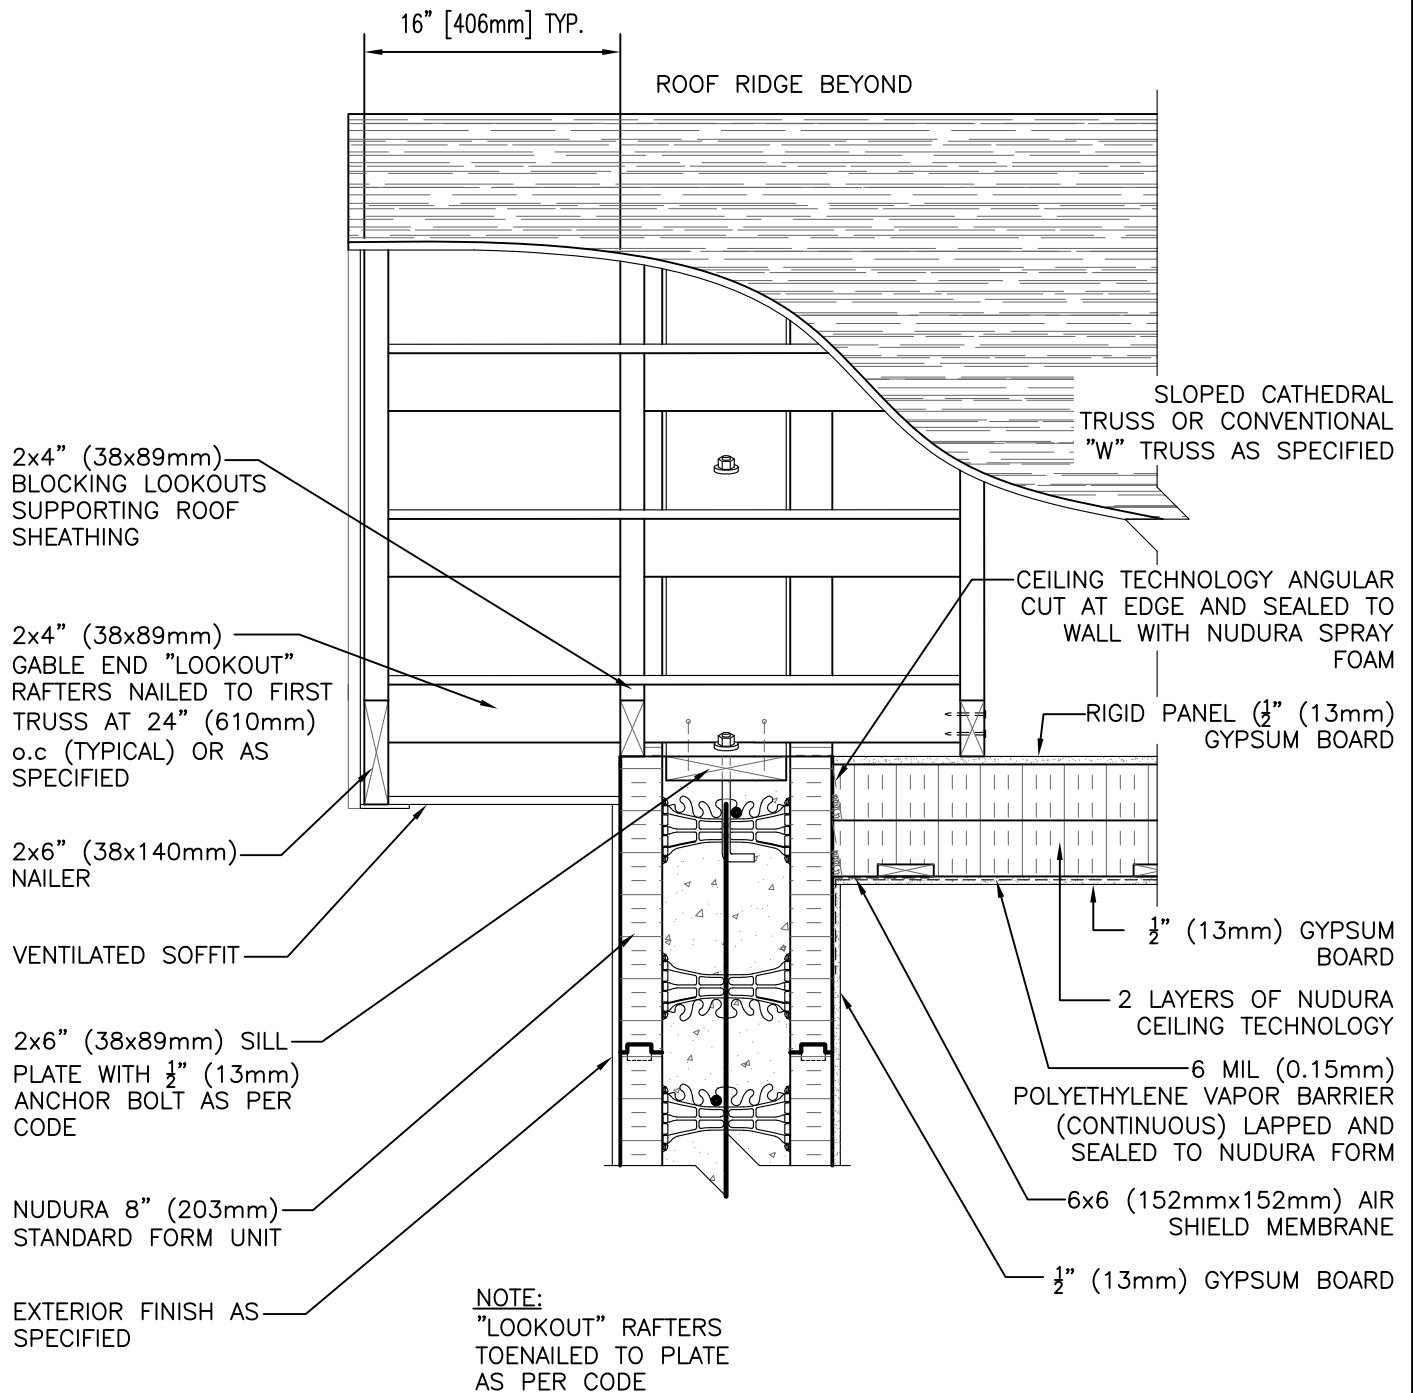 16” [406mm] TYP.
ROOF RIDGE BEYOND
SLOPED CATHEDRAL
TRUSS OR CONVENTIONAL
”W” TRUSS AS SPECIFIED
2x4” (38x89mm)
BLOCKING LOOKOUTS
SUPPORTING ROOF
SHEATHING
2x4” (38x89mm)
GABLE END ”LOOKOUT”
RAFTERS NAILED TO FIRST
TRUSS AT 24” (610mm)
o.c (TYPICAL) OR AS
SPECIFIED
2x6” (38x140mm)
NAILER
VENTILATED SOFFIT
2x6” (38x89mm) SILL
PLATE WITH ½” (13mm)
ANCHOR BOLT AS PER
CODE
NUDURA 8” (203mm)
STANDARD FORM UNIT
EXTERIOR FINISH AS
SPECIFIED
NOTE:
”LOOKOUT” RAFTERS
TOENAILED TO PLATE
AS PER CODE
CEILING TECHNOLOGY ANGULAR
CUT AT EDGE AND SEALED TO
WALL WITH NUDURA SPRAY
FOAM
RIGID PANEL (½” (13mm)
GYPSUM BOARD
½” (13mm) GYPSUM
BOARD
2 LAYERS OF NUDURA
CEILING TECHNOLOGY
6 MIL (0.15mm)
POLYETHYLENE VAPOR BARRIER
(CONTINUOUS) LAPPED AND
SEALED TO NUDURA FORM
6x6 (152mmx152mm) AIR
SHIELD MEMBRANE
½” (13mm) GYPSUM BOARD